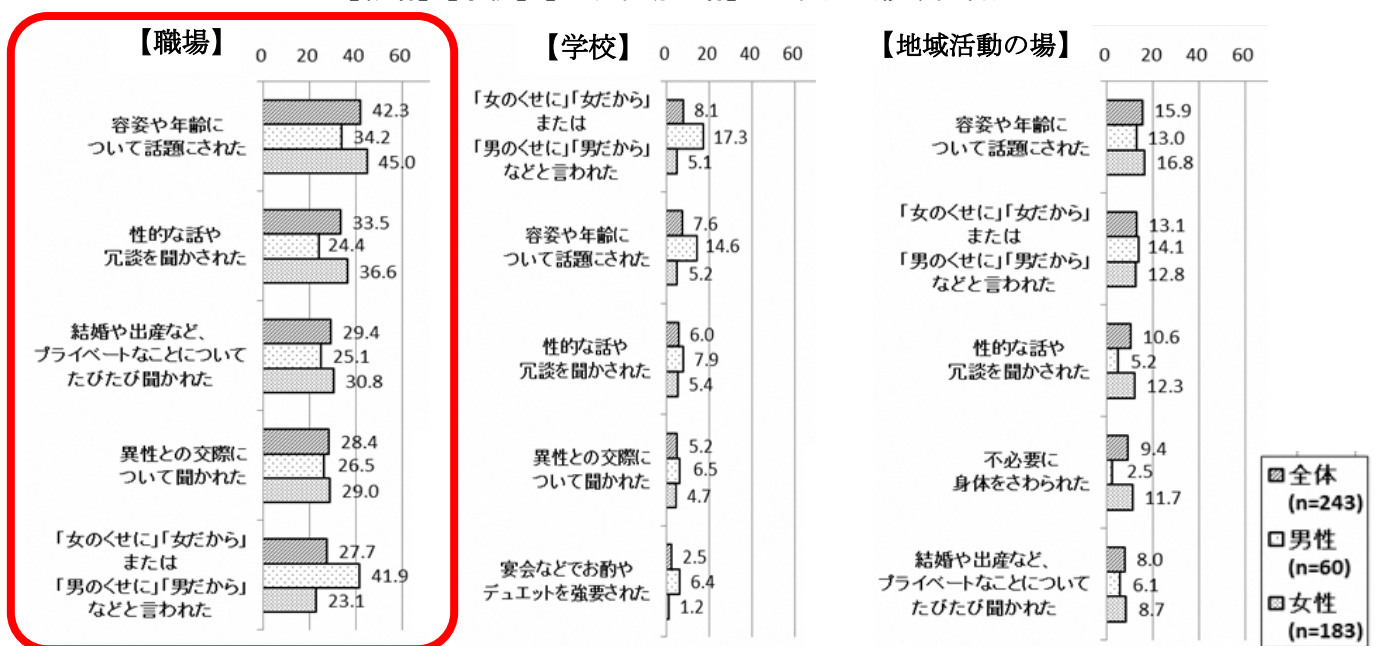 【職場】
0 20 40 60
容姿や年齢に
ついて話題にされた
42.3
34.2
45.0
性的な話や
冗談を聞かされた
33.5
24.4
36.6
結婚や出産など、
プライベートなことについて
たびたび聞かれた
29.4
25.1
30.8
異性との交際に
ついて聞かれた
28.4
26.5
29.0
「女のくせに」「女だから」
または
「男のくせに」「男だから」
などと言われた
27.7
41.9
23.1
【学校】
0 20 40 60
「女のくせに」「女だから」
または
「男のくせに」「男だから」
などと言われた
8.1
17.3
5.1
容姿や年齢に
ついて話題にされた
7.6
14.6
5.2
性的な話や
冗談を聞かされた
6.0
7.9
5.4
異性との交際に
ついて聞かれた
5.2
6.5
4.7
宴会などでお酌や
デュエットを強要された
2.5
6.4
1.2
【地域活動の場】
0 20 40 60
容姿や年齢に
ついて話題にされた
15.9
13.0
16.8
「女のくせに」「女だから」
または
「男のくせに」「男だから」
などと言われた
13.1
14.1
12.8
性的な話や
冗談を聞かされた
10.6
5.2
12.3
不必要に
身体をさわられた
9.4
2.5
11.7
結婚や出産など、
プライベートなことについて
たびたび聞かれた
8.0
6.1
8.7
全体
(n=243)
男性
(n=60)
女性
(n=183)